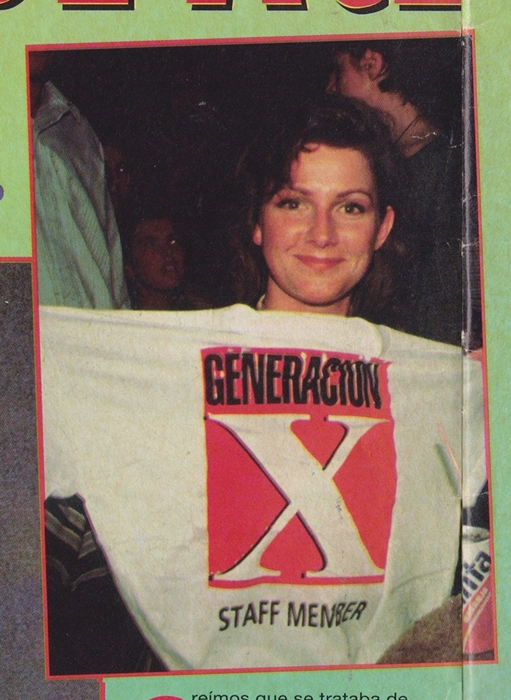 GENERACION
X
STAFF MEMBER
reímos que se trataba de